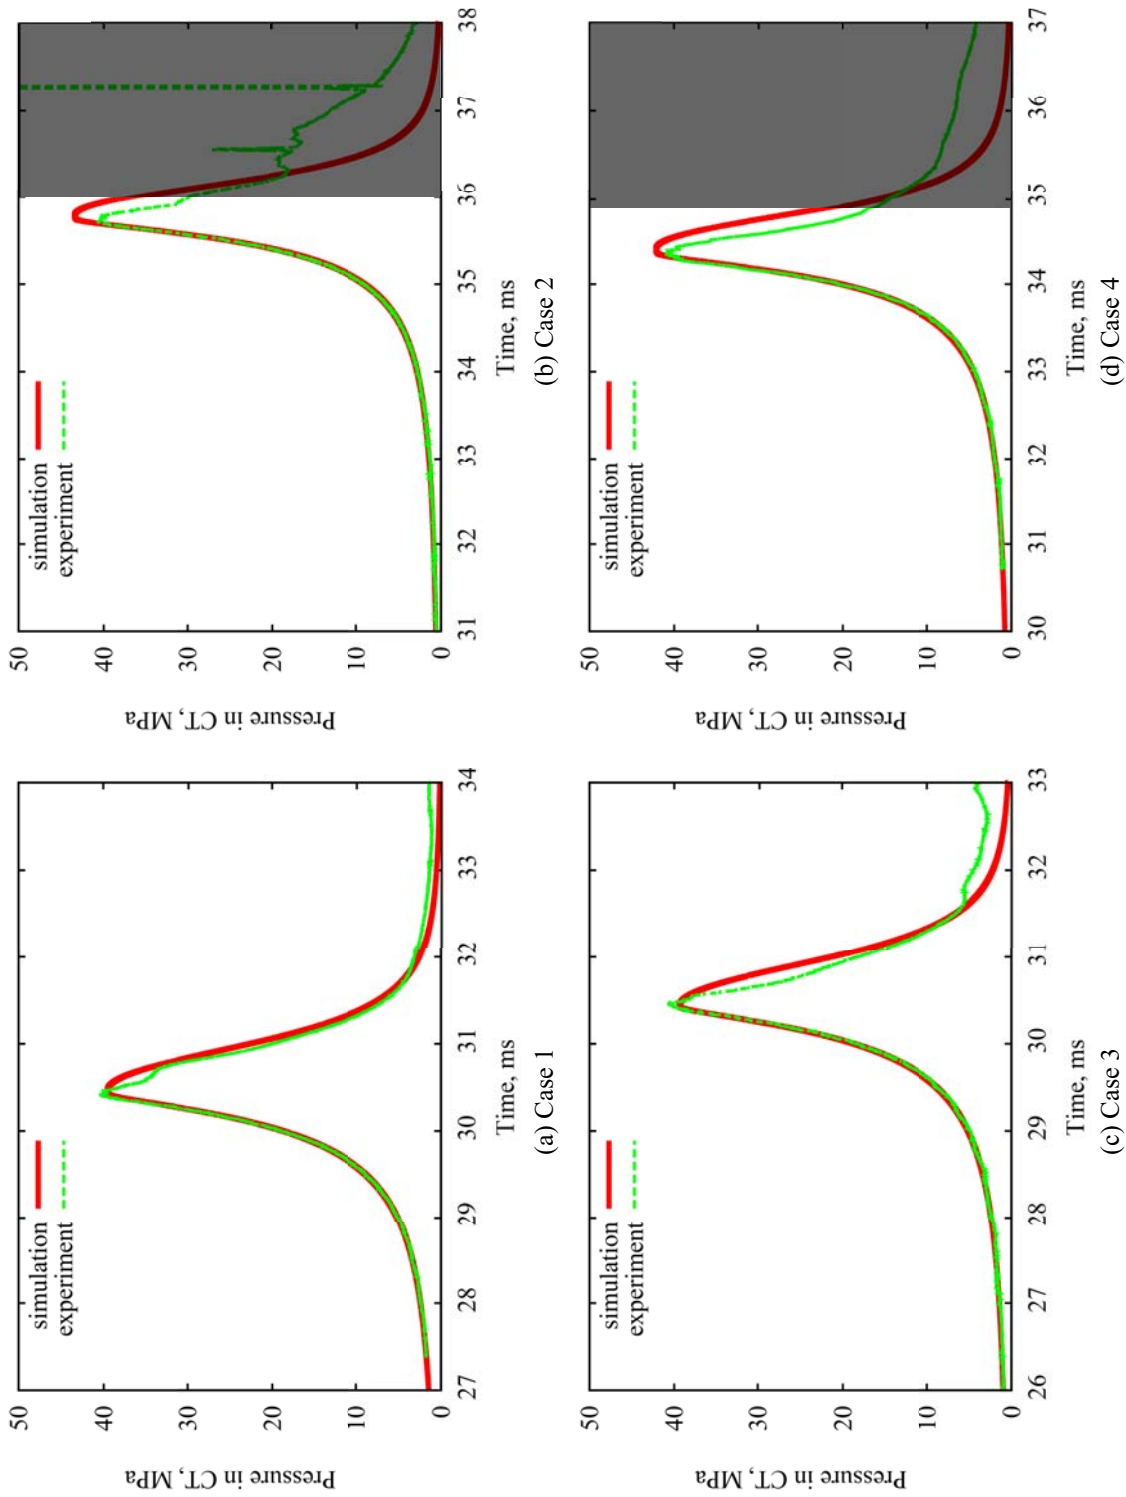 50
40
30
20
10
0
Pressure in CT, MPa
simulation
experiment
27 28 29 30 31 32 33 34
Time, ms
(a) Case 1
50
40
30
20
10
0
Pressure in CT, MPa
simulation
experiment
31 32 33 34 35 36 37 38
Time, ms
(b) Case 2
50
40
30
20
10
0
Pressure in CT, MPa
simulation
experiment
26 27 28 29 30 31 32 33
Time, ms
(c) Case 3
50
40
30
20
10
0
Pressure in CT, MPa
simulation
experiment
30 31 32 33 34 35 36 37
Time, ms
(d) Case 4